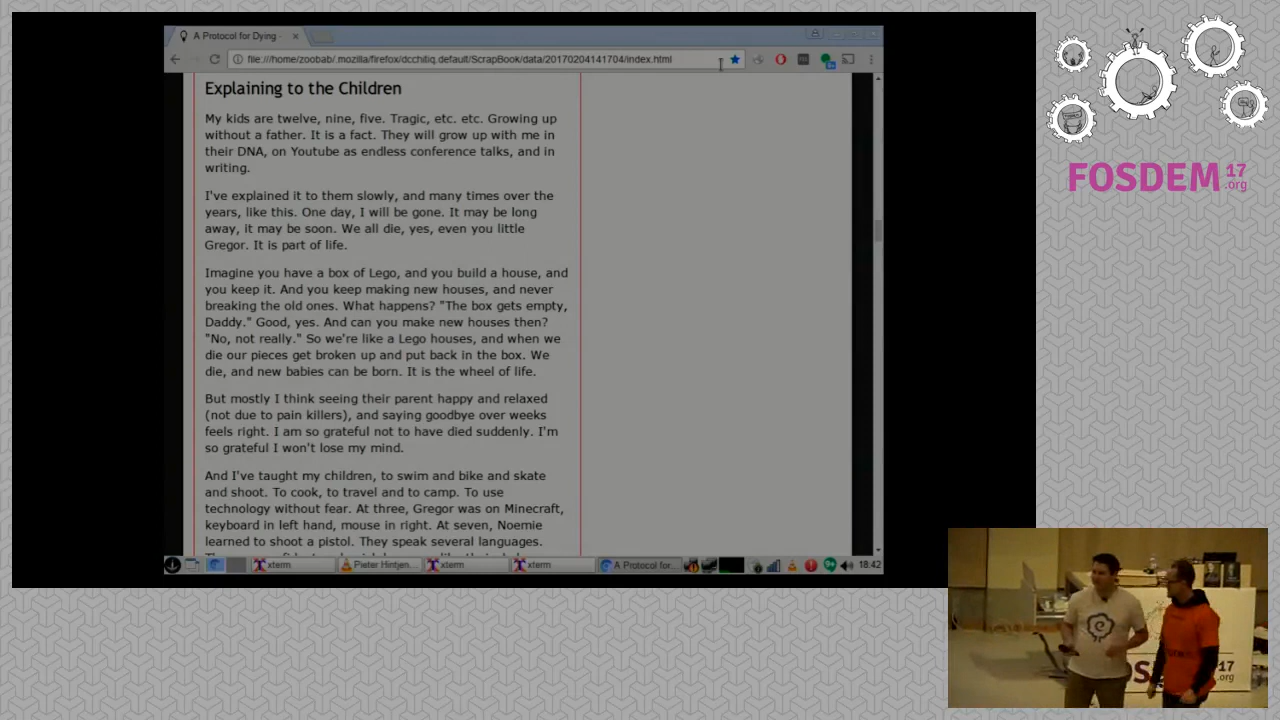 A Protocol for Dying -
file:///home/zoobab/.mozilla/firefox/dcchliq.default/ScrapBook/data/20170204141704/index.html
Explaining to the Children
My kids are twelve, nine, five. Tragic, etc. etc. Growing up
without a father. It is a fact. They will grow up with me in
their DNA, on Youtube as endless conference talks, and in
writing.
I've explained it to them slowly, and many times over the
years, like this. One day, I will be gone. It may be long
away, it may be soon. We all die, yes, even you little
Gregor. It is part of life.
Imagine you have a box of Lego, and you build a house, and
you keep it. And you keep making new houses, and never
breaking the old ones. What happens? "The box gets empty,
Daddy." Good, yes. And can you make new houses then?
"No, not really." So we're like a Lego houses, and when we
die our pieces get broken up and put back in the box. We
die, and new babies can be born. It is the wheel of life.
But mostly I think seeing their parent happy and relaxed
(not due to pain killers), and saying goodbye over weeks
feels right. I am so grateful not to have died suddenly. I'm
so grateful I won't lose my mind.
And I've taught my children, to swim and bike and skate
and shoot. To cook, to travel and to camp. To use
technology without fear. At three, Gregor was on Minecraft,
keyboard in left hand, mouse in right. At seven, Noemie
learned to shoot a pistol. They speak several languages.
xterm
Pieter Hintjen...
xterm
xterm
A Protocol for...
18:42
FOSDEM 17
.org
17
.org